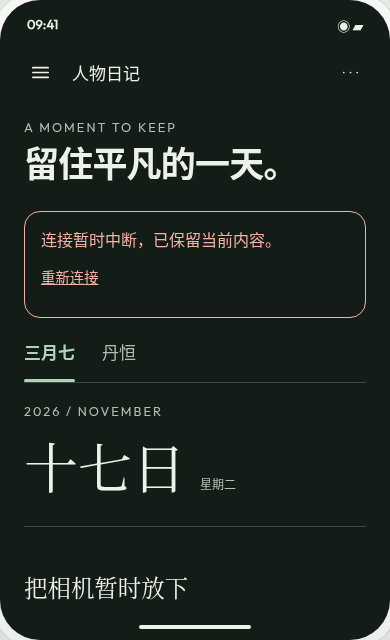 09:41
人物日记
...
A MOMENT TO KEEP
留住平凡的一天。
连接暂时中断，已保留当前内容。
重新连接
三月七 丹恒
2026 / NOVEMBER
十七日 星期二
把相机暂时放下